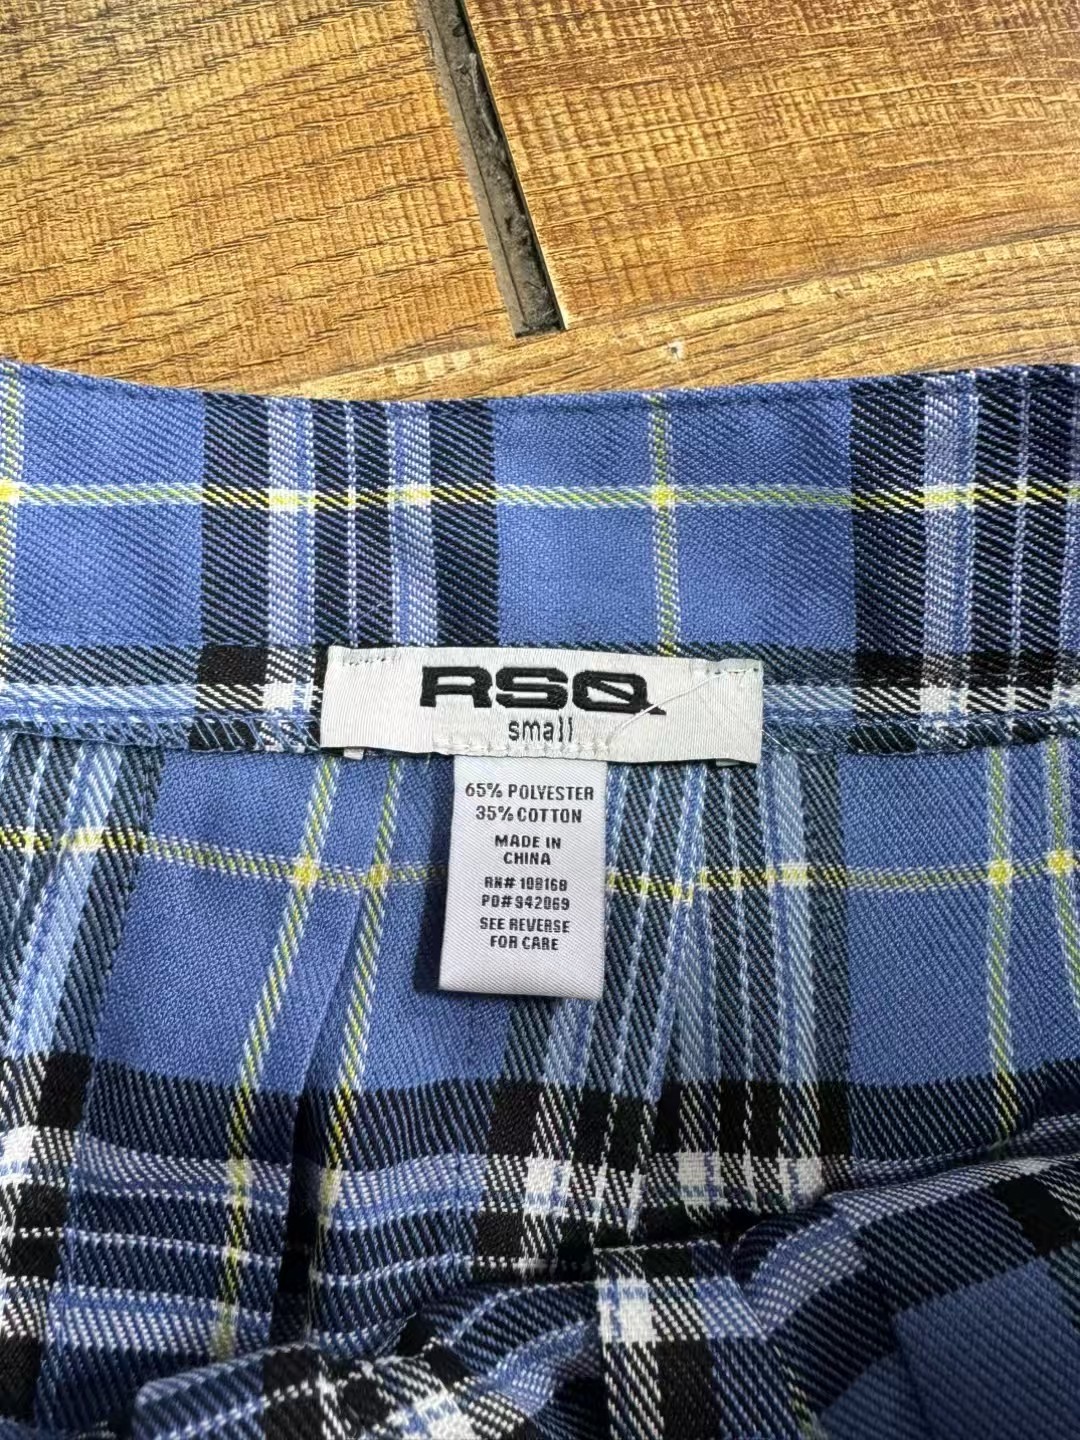 RSQ
small
65% POLYESTER
35% COTTON
MADE IN
CHINA
RN# 108168
PO# 942069
SEE REVERSE
FOR CARE